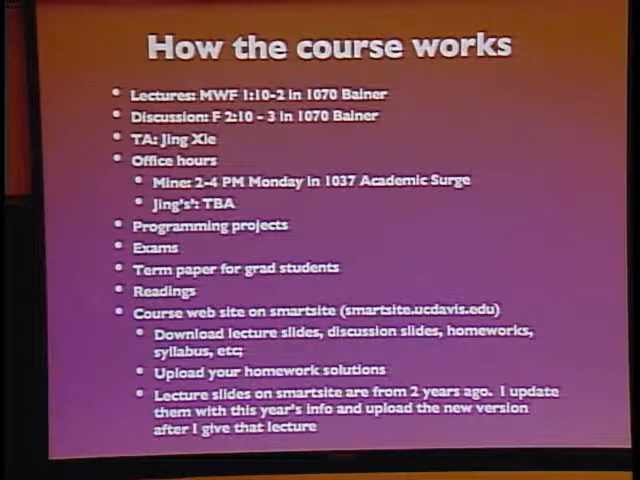 How the course works
• Lectures: MWF 1:10-2 in 1070 Bainer
• Discussion: F 2:10 - 3 in 1070 Bainer
• TA: Jing Xie
• Office hours
• Mine: 2-4 PM Monday in 1037 Academic Surge
• Jing's': TBA
• Programming projects
• Exams
• Term paper for grad students
• Readings
• Course web site on smartsite (smartsite.ucdavis.edu)
• Download lecture slides, discussion slides, homeworks,
syllabus, etc;
• Upload your homework solutions
• Lecture slides on smartsite are from 2 years ago. I update
them with this year's info and upload the new version
after I give that lecture